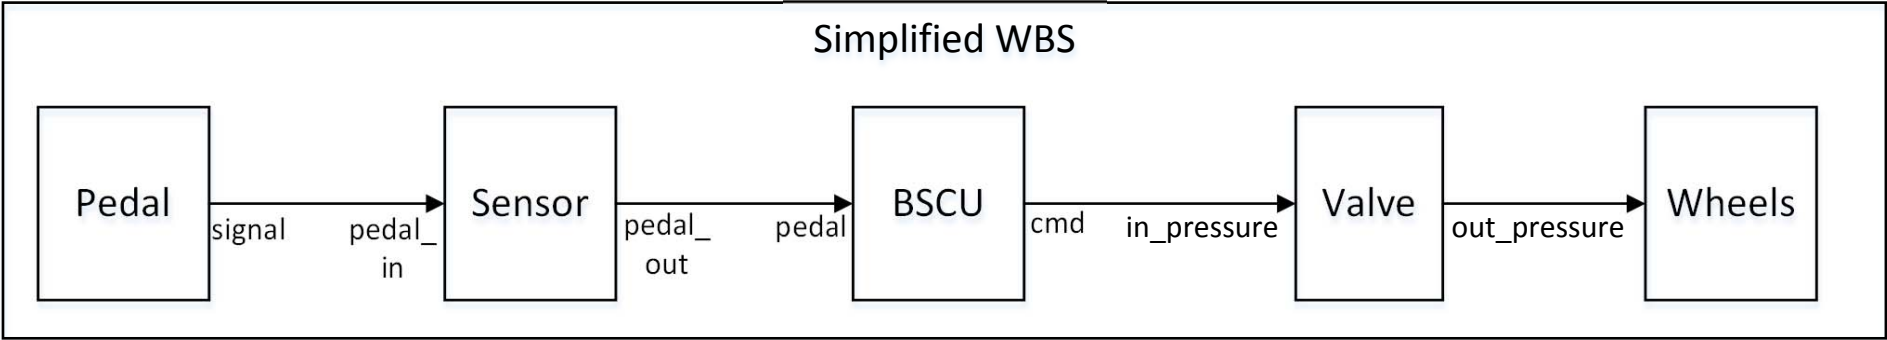 Simplified WBS
Pedal
signal
pedal_
in
Sensor
pedal_
out
pedal
BSCU
cmd
in_pressure
Valve
out_pressure
Wheels